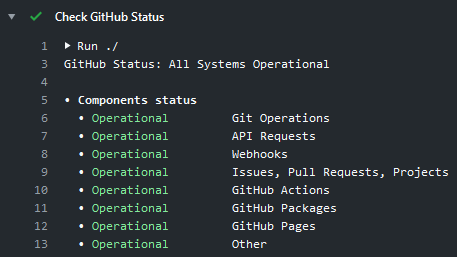 Check GitHub Status
1 Run ./
3 GitHub Status: All Systems Operational
4
5 • Components status
6 • Operational Git Operations
7 • Operational API Requests
8 • Operational Webhooks
9 • Operational Issues, Pull Requests, Projects
10 • Operational GitHub Actions
11 • Operational GitHub Packages
12 • Operational GitHub Pages
13 • Operational Other